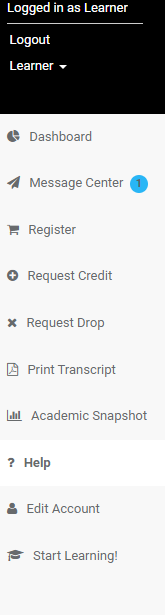 Logged in as Learner
Logout
Learner
Dashboard
Message Center 1
Register
Request Credit
Request Drop
Print Transcript
Academic Snapshot
? Help
Edit Account
Start Learning!